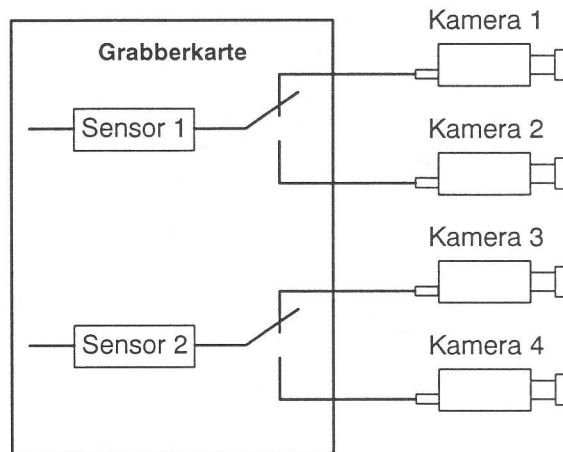 Grabberkarte
Kamera 1
Sensor 1
Kamera 2
Kamera 3
Sensor 2
Kamera 4